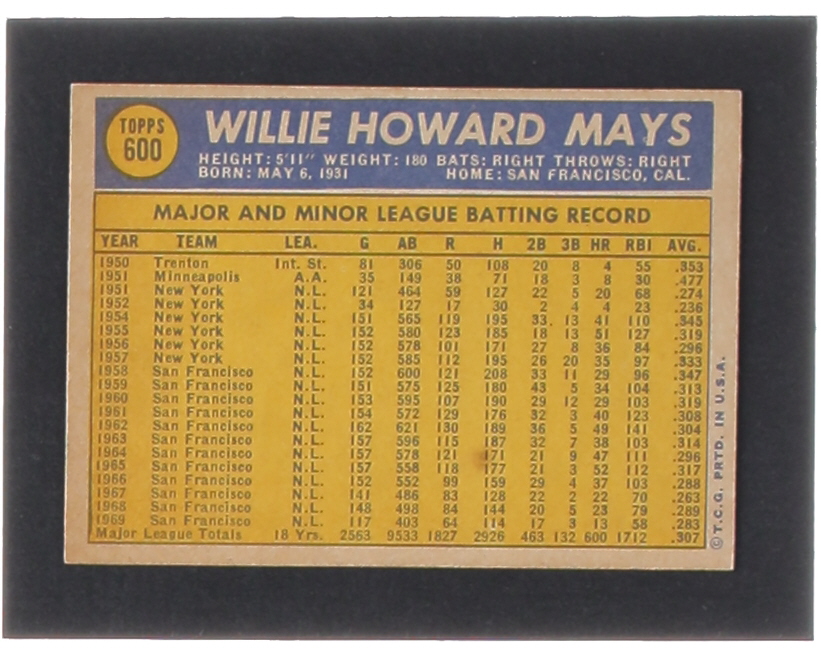 TOPPS
600
WILLIE HOWARD MAYS
HEIGHT: 5'11" WEIGHT: 180 BATS: RIGHT THROWS: RIGHT
BORN: MAY 6, 1931 HOME: SAN FRANCISCO, CAL.
MAJOR AND MINOR LEAGUE BATTING RECORD
YEAR TEAM LEA. G AB R H 2B 3B HR RBI AVG.
1950 Trenton Int. St. 81 306 50 108 20 8 4 55 .353
1951 Minneapolis A.A. 35 149 38 71 18 3 8 30 .477
1951 New York N.L. 121 464 59 127 22 5 20 68 .274
1952 New York N.L. 34 127 17 30 2 4 4 23 .236
1954 New York N.L. 151 565 119 195 33 13 41 110 .345
1955 New York N.L. 152 580 123 185 18 13 51 127 .319
1956 New York N.L. 152 578 101 171 27 8 36 84 .296
1957 New York N.L. 152 585 112 195 26 20 35 97 .333
1958 San Francisco N.L. 152 600 121 208 33 11 29 96 .347
1959 San Francisco N.L. 151 575 125 180 43 5 34 104 .313
1960 San Francisco N.L. 153 595 107 190 29 12 29 103 .319
1961 San Francisco N.L. 154 572 129 176 32 3 40 123 .308
1962 San Francisco N.L. 162 621 130 189 36 5 49 141 .304
1963 San Francisco N.L. 157 596 115 187 32 7 38 103 .314
1964 San Francisco N.L. 157 578 121 171 21 9 47 111 .296
1965 San Francisco N.L. 157 558 118 177 21 3 52 112 .317
1966 San Francisco N.L. 152 552 99 159 29 4 37 103 .288
1967 San Francisco N.L. 141 486 83 128 22 2 22 70 .263
1968 San Francisco N.L. 148 498 84 144 20 5 23 79 .289
1969 San Francisco N.L. 117 403 64 114 17 3 13 58 .283
Major League Totals 18 Yrs. 2563 9533 1827 2926 463 132 600 1712 .307
© T.C.G. PRTD. IN U.S.A.